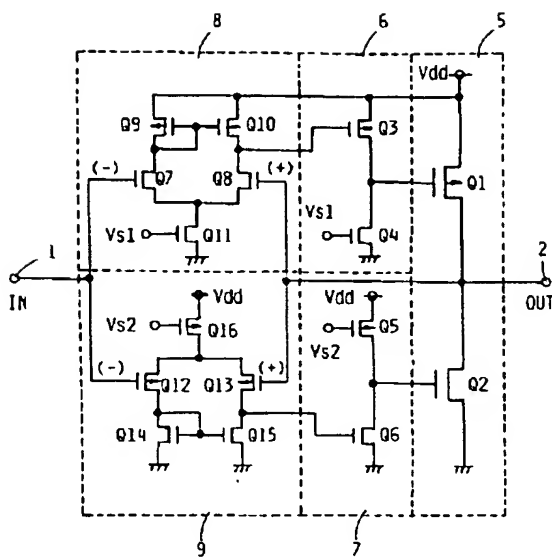 8 6 5
Vdd
Q9 Q10 Q3
(-) Q7 Q8 (+) Q1
Vs1 Q11 Vs1 Q4
1 2
IN OUT
Vdd Vdd
Vs2 Q16 Vs2 Q5
(-) Q12 Q13 (+) Q2
Q14 Q15 Q6
9 7